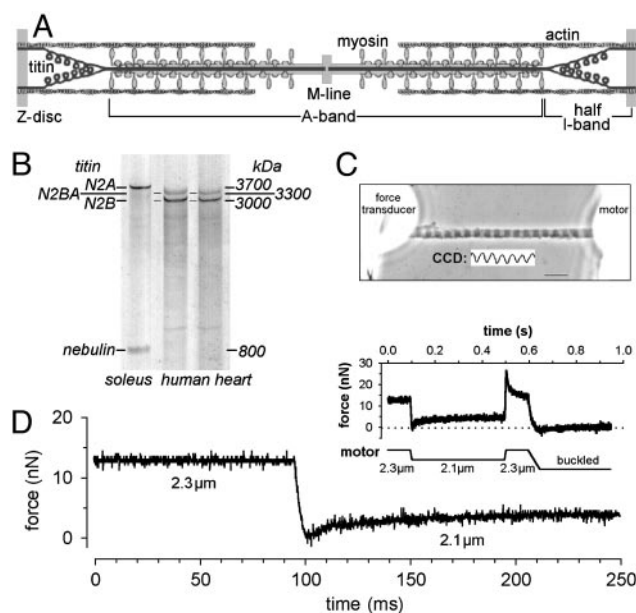 A
titin
myosin
actin
Z-disc
M-line
A-band
half
I-band
B
titin
kDa
N2A
3700
N2BA
3300
N2B
3000
nebulin
800
soleus human heart
C
force
transducer
motor
CCD:
time (s)
0.0 0.2 0.4 0.6 0.8 1.0
force (nN)
30
20
10
0
motor
2.3μm 2.1μm 2.3μm buckled
D
force (nN)
20
15
10
5
0
2.3μm
2.1μm
0 50 100 150 200 250
time (ms)